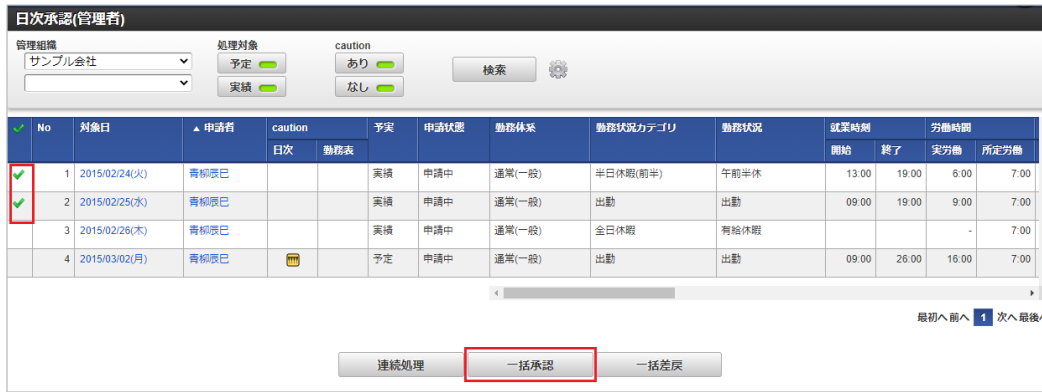 日次承認(管理者)
管理組織 処理対象 caution
サンプル会社 予定 あり 検索
実績 なし
No 対象日 ▲ 申請者 caution 予実 申請状態 勤務体系 勤務状況カテゴリ 勤務状況 就業時刻 労働時間
日次 勤務表 開始 終了 実労働 所定労働
1 2015/02/24(火) 青柳辰巳 実績 申請中 通常(一般) 半日休暇(前半) 午前半休 13:00 19:00 6:00 7:00
2 2015/02/25(水) 青柳辰巳 実績 申請中 通常(一般) 出勤 出勤 09:00 19:00 9:00 7:00
3 2015/02/26(木) 青柳辰巳 実績 申請中 通常(一般) 全日休暇 有給休暇 - 7:00
4 2015/03/02(月) 青柳辰巳 予定 申請中 通常(一般) 出勤 出勤 09:00 26:00 16:00 7:00
最初へ 前へ 1 次へ 最後へ
連続処理 一括承認 一括差戻